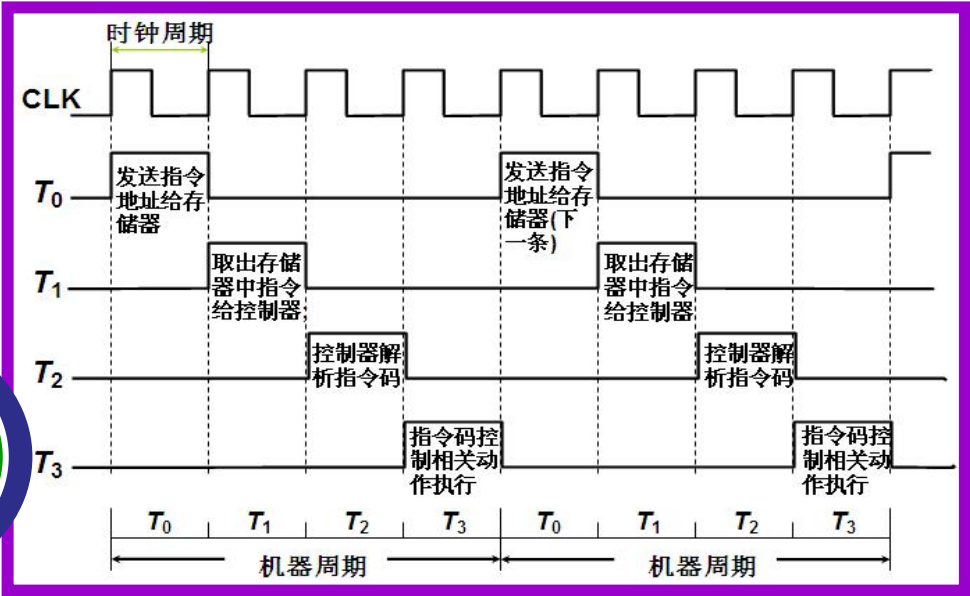 时钟周期
CLK
T0
发送指令
地址给存
储器
发送指令
地址给存
储器(下
一条)
T1
取出存储
器中指令
给控制器;
取出存储
器中指令
给控制器
T2
控制器解
析指令码
控制器解
析指令码
T3
指令码控
制相关动
作执行
指令码控
制相关动
作执行
T0 T1 T2 T3 T0 T1 T2 T3
机器周期 机器周期